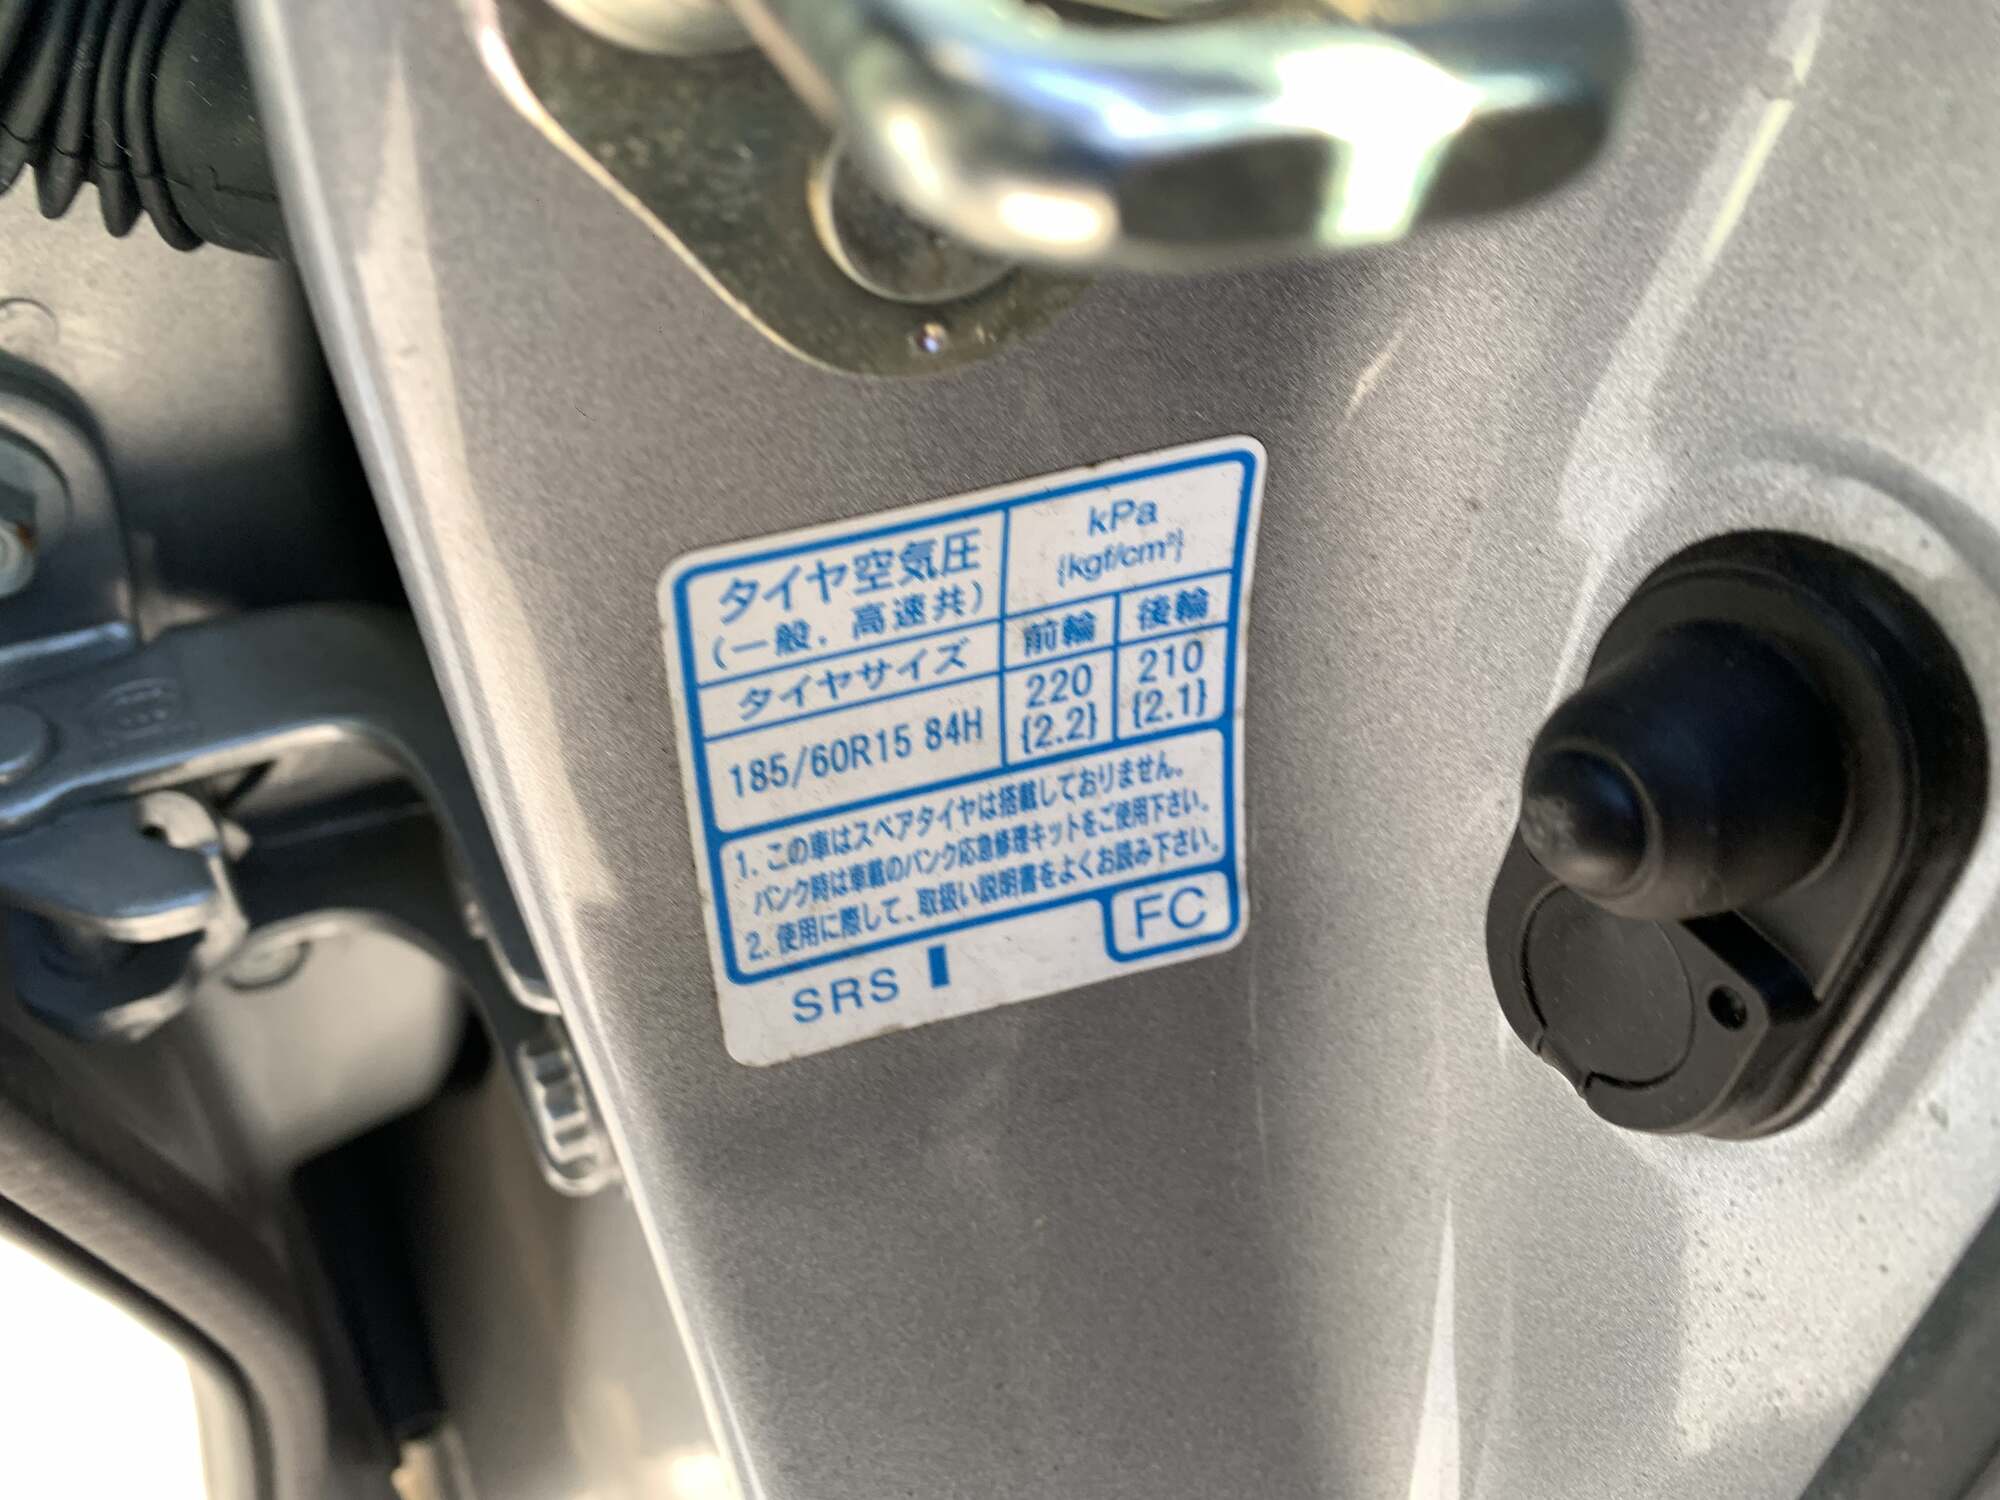 タイヤ空気圧
(一般,高速共)
kPa
{kgf/cm²}
タイヤサイズ
前輪
後輪
185/60R15 84H
220
{2.2}
210
{2.1}
1. この車はスペアタイヤは搭載しておりません。
パンク時は車載のパンク応急修理キットをご使用下さい。
2. 使用に際して、取扱い説明書をよくお読み下さい。
FC
SRS